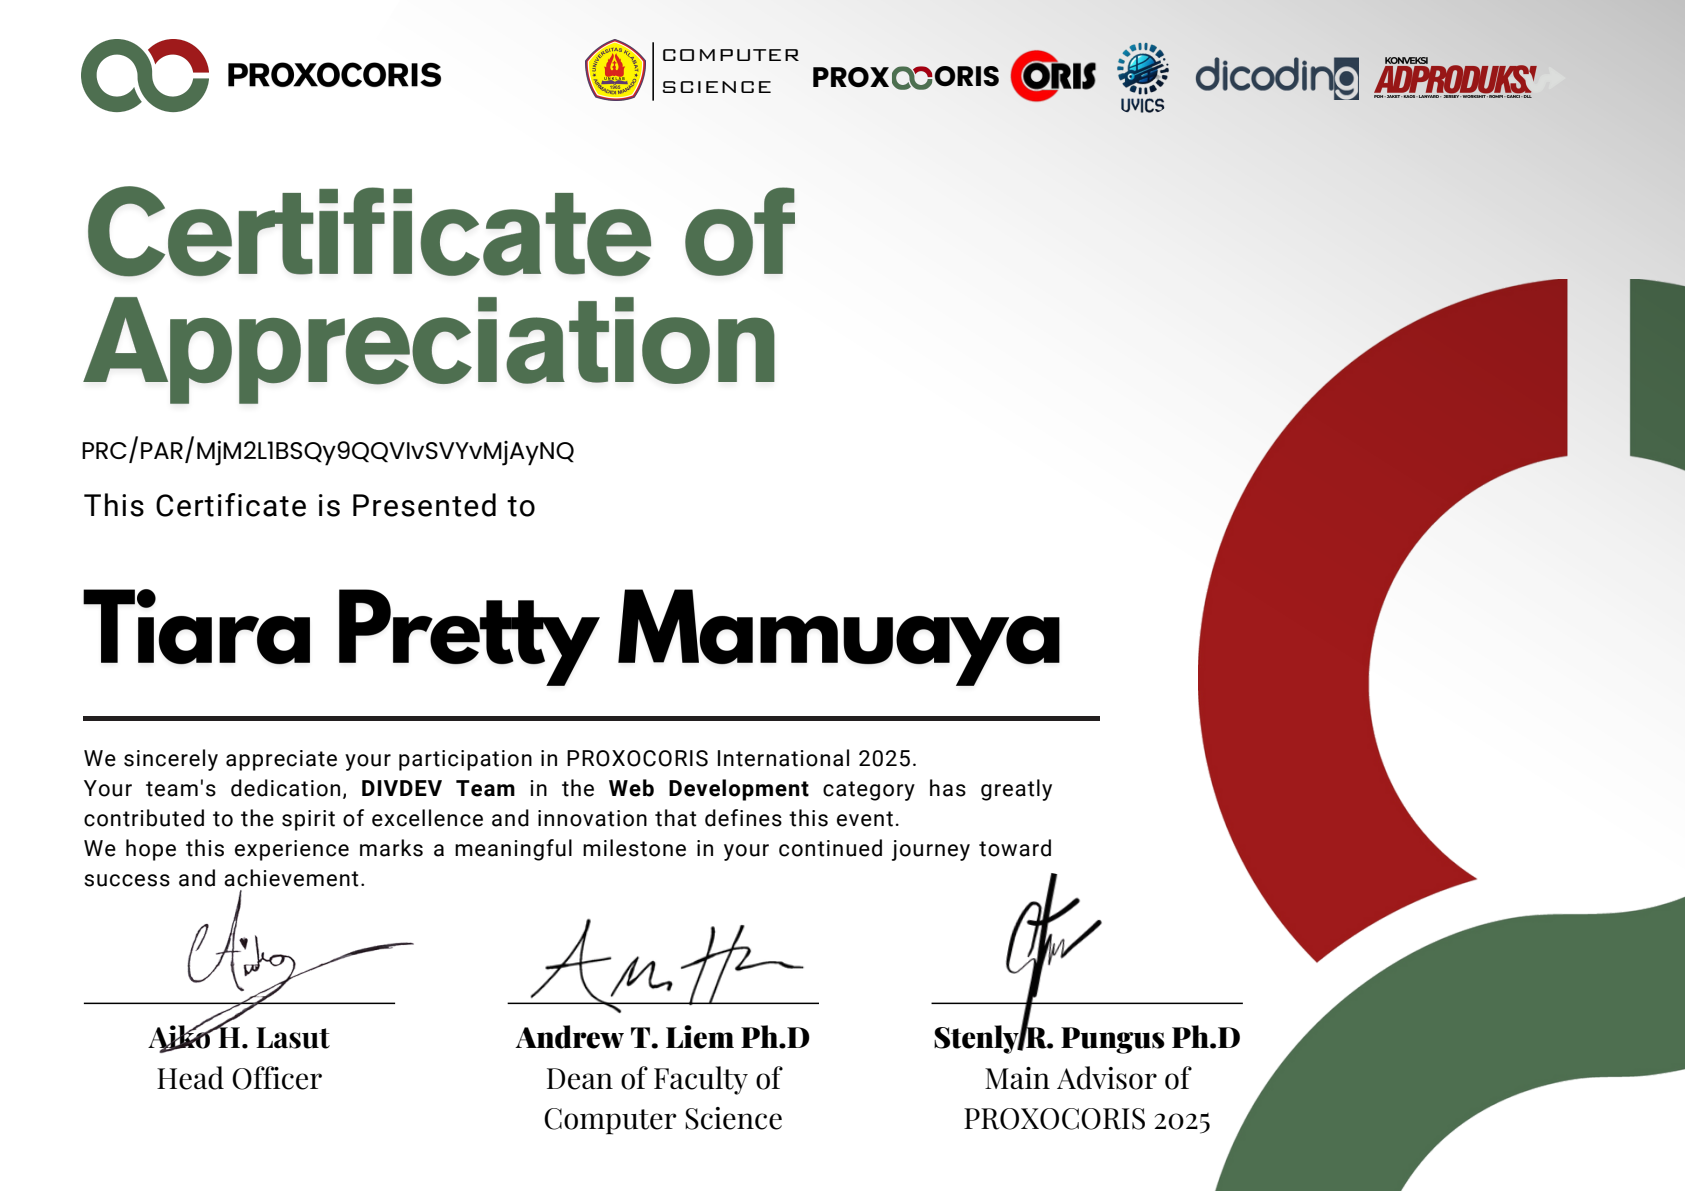 PROXOCORIS
UNIVERSITAS KLABAT
COMPUTER
SCIENCE
PROXOCORIS
CORIS
UVICS
dicoding
KONVEKSI
ADPRODUKSI
Certificate of
Appreciation
PRC/PAR/MjM2L1BSQy9QQVIvSVYvMjAyNQ
This Certificate is Presented to
Tiara Pretty Mamuaya
We sincerely appreciate your participation in PROXOCORIS International 2025.
Your team's dedication, DIVDEV Team in the Web Development category has greatly
contributed to the spirit of excellence and innovation that defines this event.
We hope this experience marks a meaningful milestone in your continued journey toward
success and achievement.
Aiko H. Lasut
Head Officer
Andrew T. Liem Ph.D
Dean of Faculty of
Computer Science
Stenly R. Pungus Ph.D
Main Advisor of
PROXOCORIS 2025